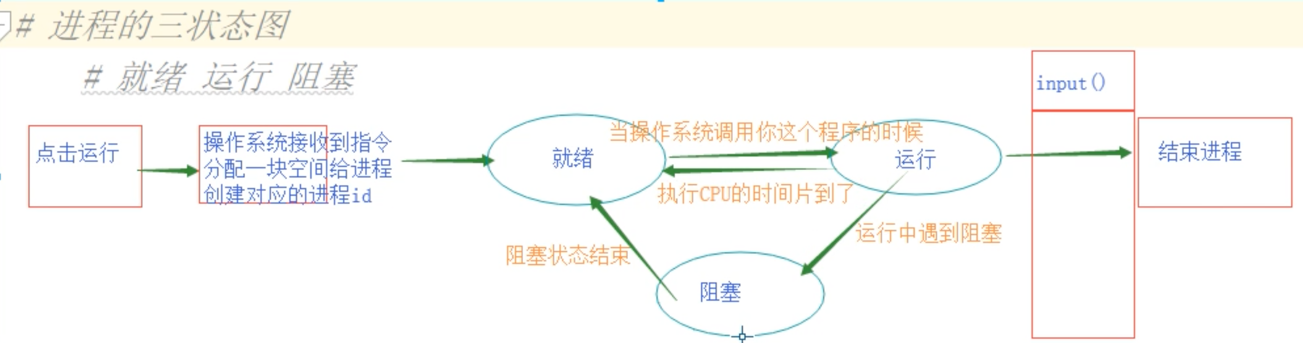 # 进程的三状态图
# 就绪 运行 阻塞
input()
点击运行
操作系统接收到指令
分配一块空间给进程
创建对应的进程id
就绪
当操作系统调用你这个程序的时候
运行
结束进程
执行CPU的时间片到了
运行中遇到阻塞
阻塞状态结束
阻塞